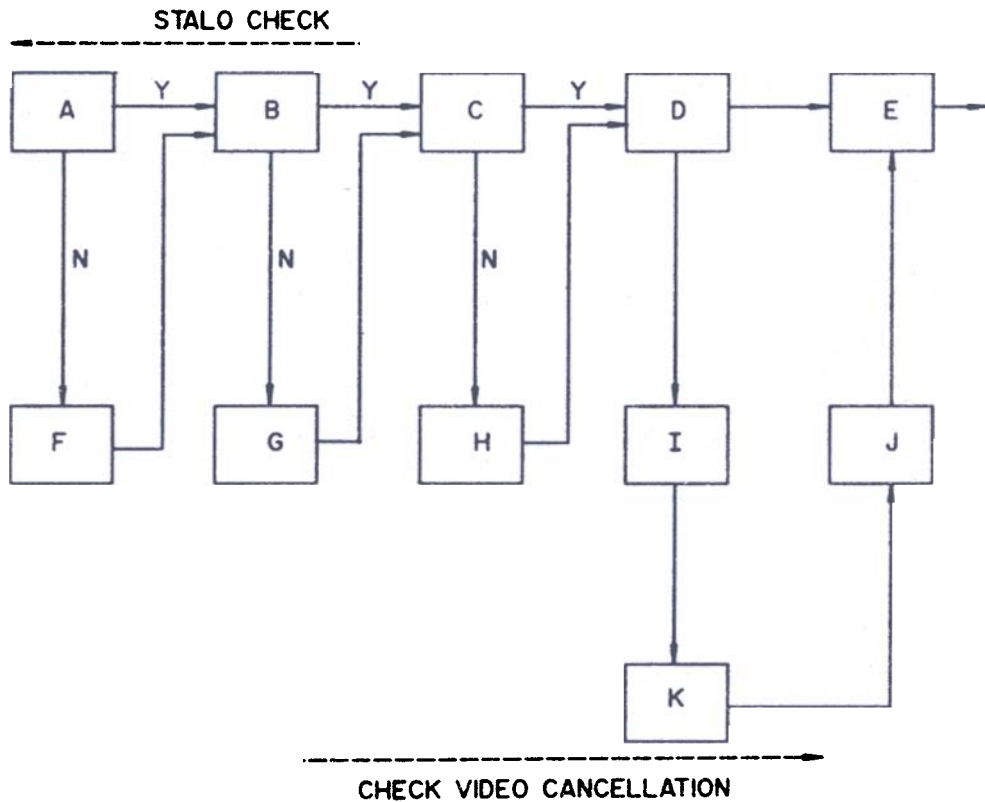 STALO CHECK
A Y B Y C Y D E
N N N
F G H I J
K
CHECK VIDEO CANCELLATION